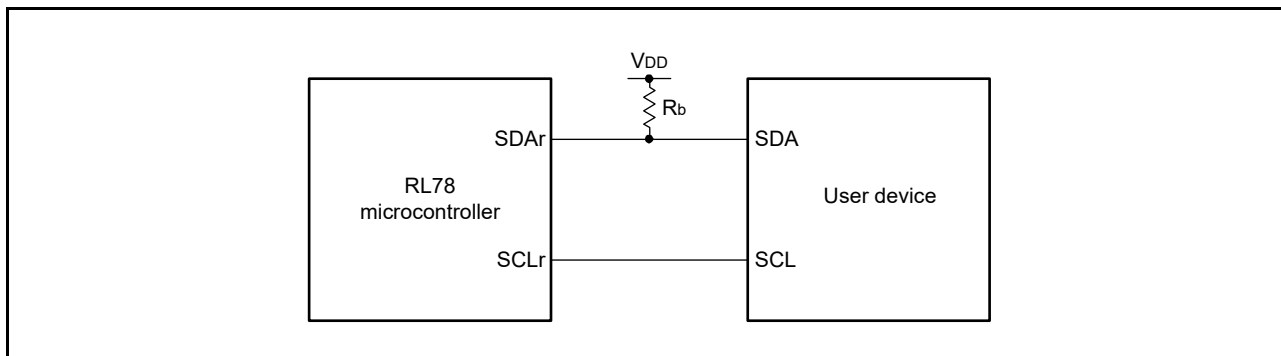 VDD
Rb
SDAr
SDA
RL78
microcontroller
User device
SCLr
SCL